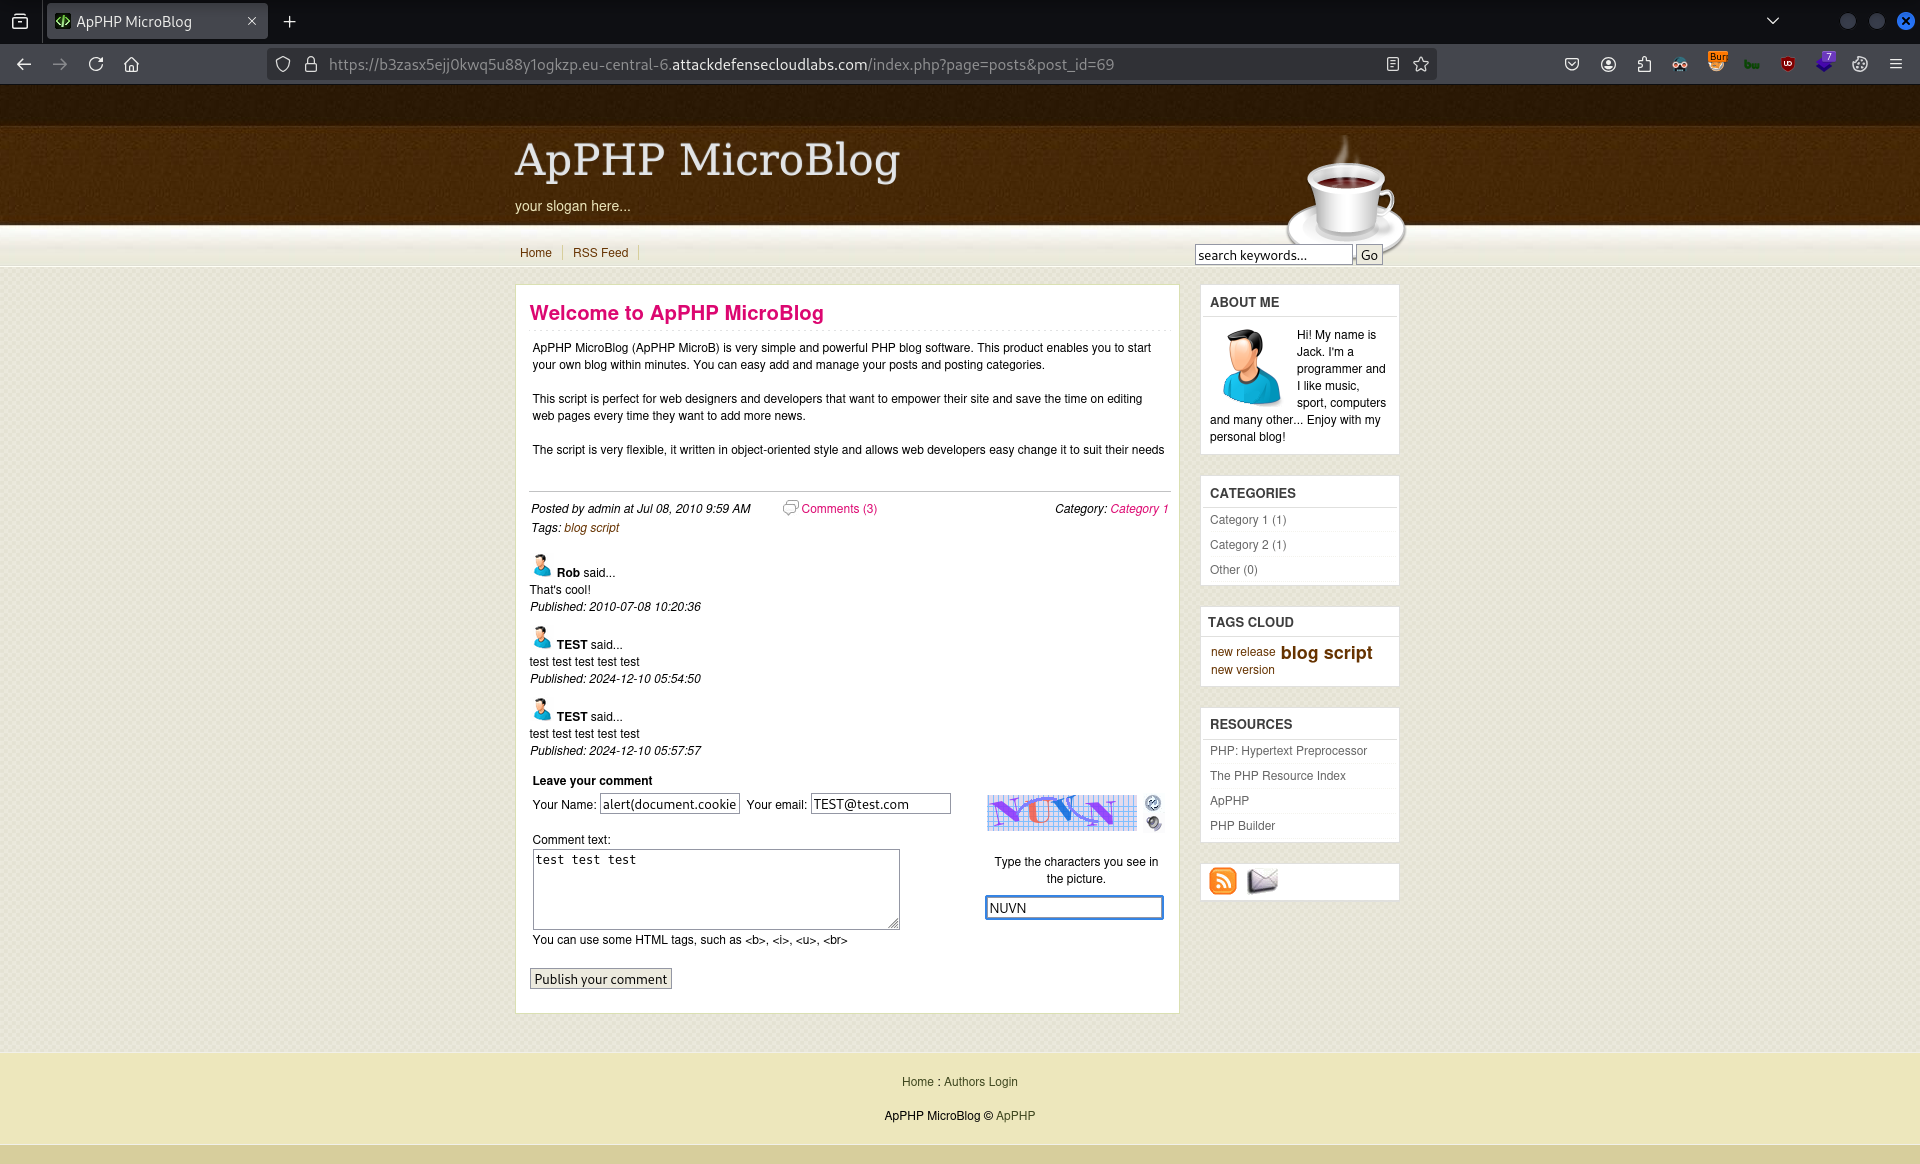 ApPHP MicroBlog
https://b3zasx5ejj0kwq5u88y1ogkzp.eu-central-6.attackdefensecloudlabs.com/index.php?page=posts&post_id=69
Bur
bw
7
ApPHP MicroBlog
your slogan here...
Home
RSS Feed
search keywords...
Go
Welcome to ApPHP MicroBlog
ApPHP MicroBlog (ApPHP MicroB) is very simple and powerful PHP blog software. This product enables you to start
your own blog within minutes. You can easy add and manage your posts and posting categories.
This script is perfect for web designers and developers that want to empower their site and save the time on editing
web pages every time they want to add more news.
The script is very flexible, it written in object-oriented style and allows web developers easy change it to suit their needs
Posted by admin at Jul 08, 2010 9:59 AM
Comments (3)
Category: Category 1
Tags: blog script
Rob said...
That's cool!
Published: 2010-07-08 10:20:36
TEST said...
test test test test test
Published: 2024-12-10 05:54:50
TEST said...
test test test test test
Published: 2024-12-10 05:57:57
Leave your comment
Your Name: alert(document.cookie
Your email: TEST@test.com
Comment text:
test test test
You can use some HTML tags, such as <b>, <i>, <u>, <br>
NUVN
Type the characters you see in
the picture.
NUVN
Publish your comment
ABOUT ME
Hi! My name is
Jack. I'm a
programmer and
I like music,
sport, computers
and many other... Enjoy with my
personal blog!
CATEGORIES
Category 1 (1)
Category 2 (1)
Other (0)
TAGS CLOUD
new release blog script
new version
RESOURCES
PHP: Hypertext Preprocessor
The PHP Resource Index
ApPHP
PHP Builder
Home : Authors Login
ApPHP MicroBlog © ApPHP